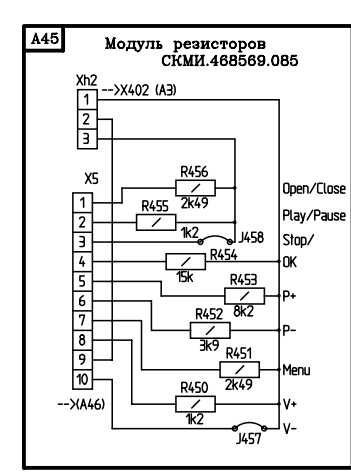 A45
Модуль резисторов
СКМИ.468569.085
Xh2
-->X402 (A3)
1
2
3
X5
R456
2k49
Open/Close
1
R455
1k2
Play/Pause
2
J458
Stop/
3
R454
15k
OK
4
R453
8k2
P+
5
R452
3k9
P-
6
R451
2k49
Menu
7
8
9
R450
1k2
V+
10
-->(A46)
J457
V-